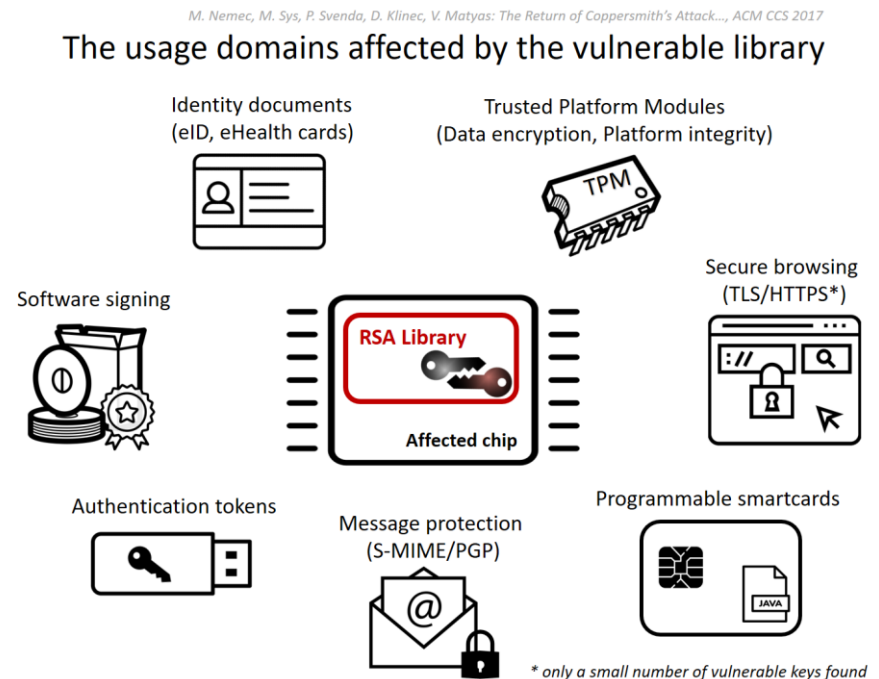 M. Nemec, M. Sys, P. Svenda, D. Klinec, V. Matyas: The Return of Coppersmith's Attack..., ACM CCS 2017
The usage domains affected by the vulnerable library
Identity documents
(eID, eHealth cards)
Trusted Platform Modules
(Data encryption, Platform integrity)
TPM
Secure browsing
(TLS/HTTPS*)
://
Software signing
RSA Library
Affected chip
Authentication tokens
Message protection
(S-MIME/PGP)
@
Programmable smartcards
JAVA
* only a small number of vulnerable keys found